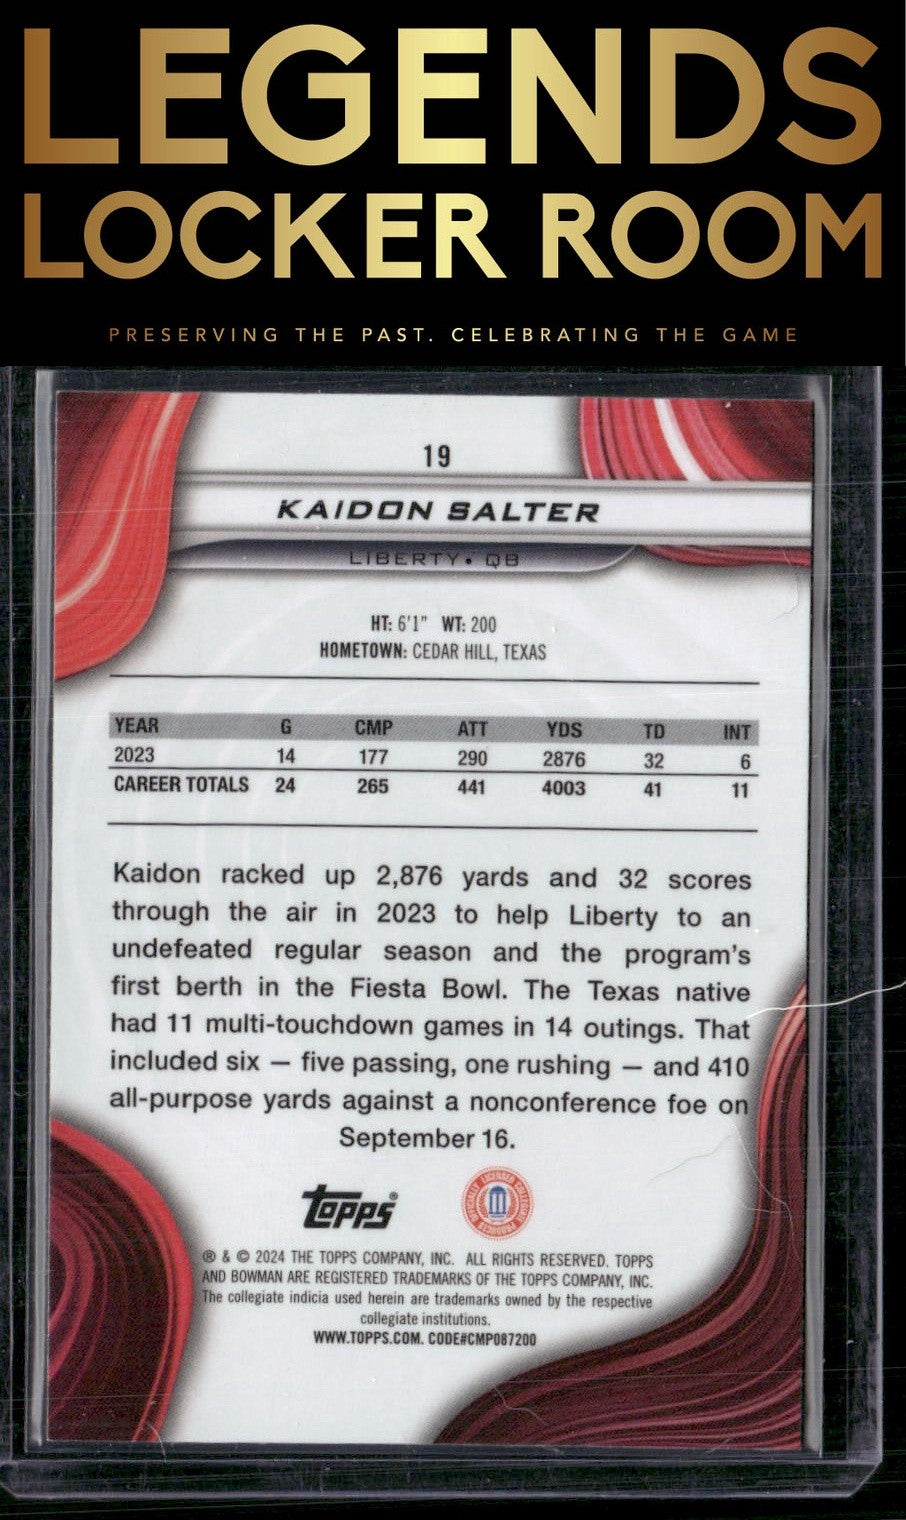 LEGENDS
LOCKER ROOM
PRESERVING THE PAST. CELEBRATING THE GAME
19
KAIDON SALTER
LIBERTY • QB
HT: 6'1" WT: 200
HOMETOWN: CEDAR HILL, TEXAS
YEAR G CMP ATT YDS TD INT
2023 14 177 290 2876 32 6
CAREER TOTALS 24 265 441 4003 41 11
Kaidon racked up 2,876 yards and 32 scores
through the air in 2023 to help Liberty to an
undefeated regular season and the program's
first berth in the Fiesta Bowl. The Texas native
had 11 multi-touchdown games in 14 outings. That
included six — five passing, one rushing — and 410
all-purpose yards against a nonconference foe on
September 16.
Topps®
OFFICIALLY LICENSED COLLEGIATE PRODUCTS
® & © 2024 THE TOPPS COMPANY, INC. ALL RIGHTS RESERVED. TOPPS
AND BOWMAN ARE REGISTERED TRADEMARKS OF THE TOPPS COMPANY, INC.
The collegiate indicia used herein are trademarks owned by the respective
collegiate institutions.
WWW.TOPPS.COM. CODE#CMP087200